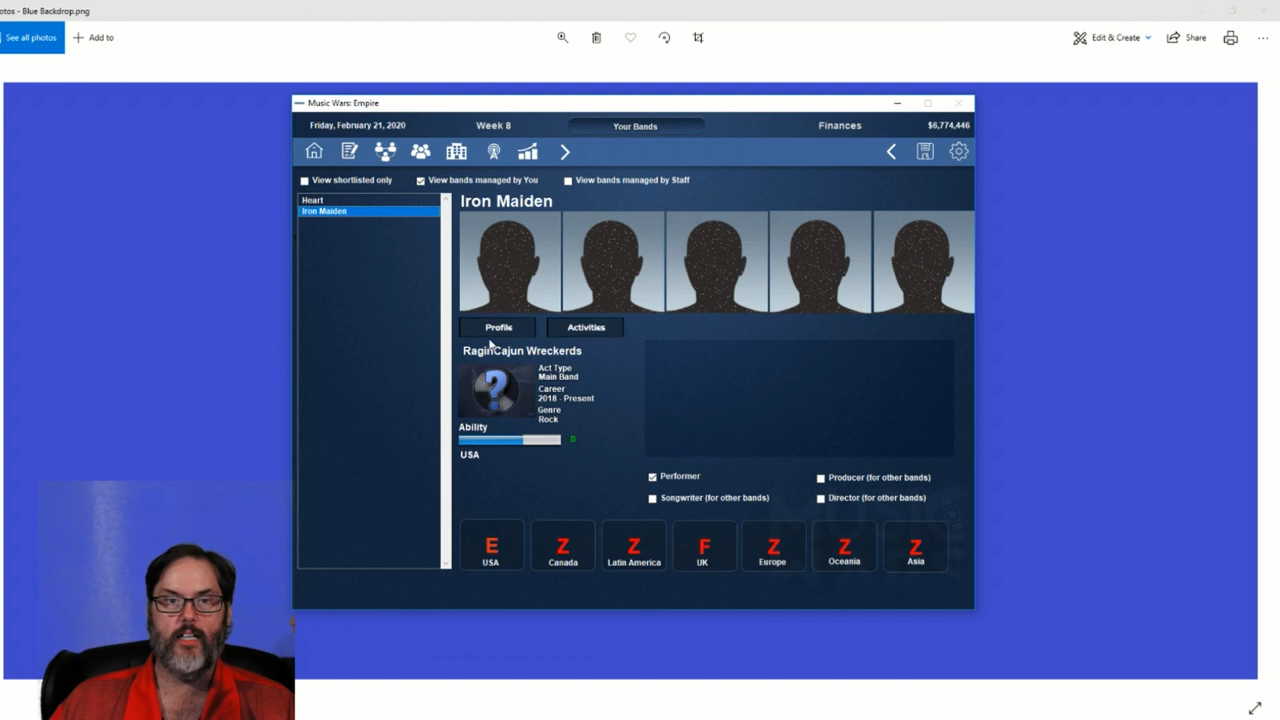 otos - Blue Backdrop.png
See all photos
Add to
Edit & Create
Share
Music Wars: Empire
Friday, February 21, 2020
Week 8
Your Bands
Finances
$6,774,446
View shortlisted only
View bands managed by You
View bands managed by Staff
Heart
Iron Maiden
Iron Maiden
Profile
Activities
RaginCajun Wreckerds
Act Type
Main Band
Career
2018 - Present
Genre
Rock
Ability
USA
Performer
Producer (for other bands)
Songwriter (for other bands)
Director (for other bands)
E
USA
Z
Canada
Z
Latin America
F
UK
Z
Europe
Z
Oceania
Z
Asia